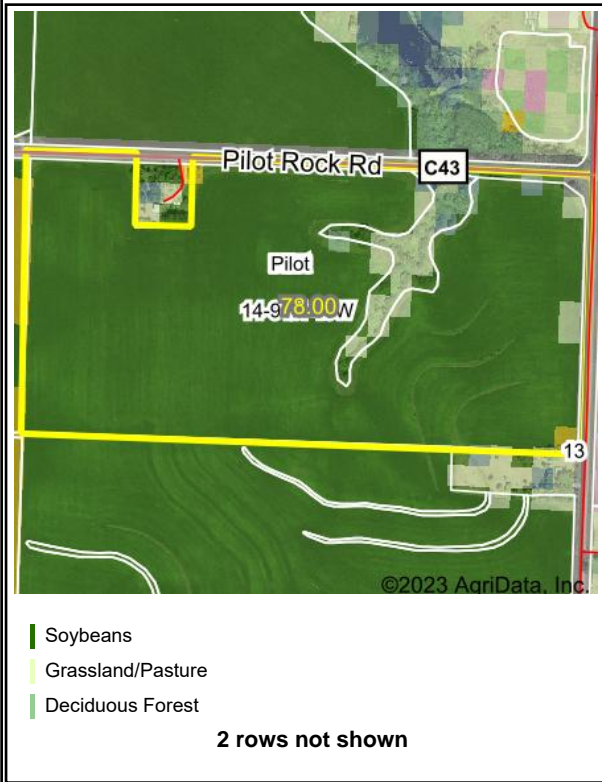 Pilot Rock Rd
C43
Pilot
78.00
13
©2023 AgriData, Inc.
Soybeans
Grassland/Pasture
Deciduous Forest
2 rows not shown